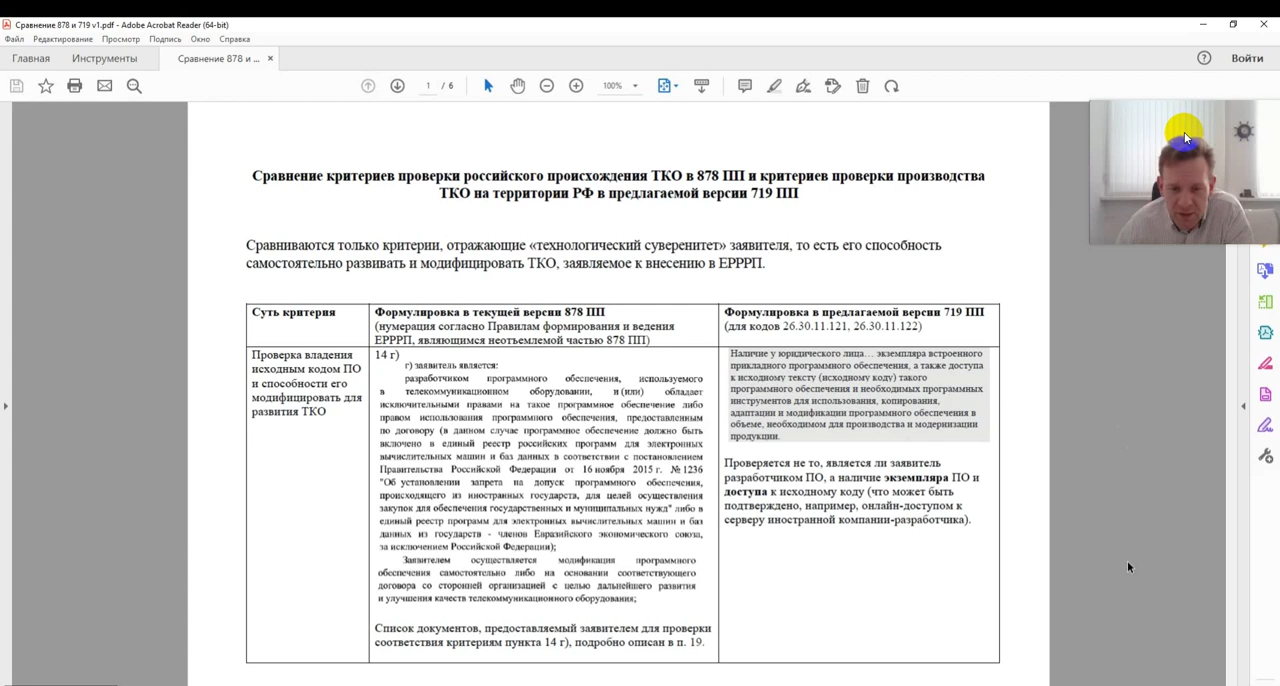 Сравнение 878 и 719 v1.pdf - Adobe Acrobat Reader (64-bit)
Файл Редактирование Просмотр Подпись Окно Справка
Главная Инструменты Сравнение 878 и ... × Войти
1 / 6 100%
Сравнение критериев проверки российского происхождения ТКО в 878 ПП и критериев проверки производства
ТКО на территории РФ в предлагаемой версии 719 ПП
Сравниваются только критерии, отражающие «технологический суверенитет» заявителя, то есть его способность
самостоятельно развивать и модифицировать ТКО, заявляемое к внесению в ЕРРРП.
Суть критерия
Формулировка в текущей версии 878 ПП
(нумерация согласно Правилам формирования и ведения
ЕРРРП, являющимся неотъемлемой частью 878 ПП)
Формулировка в предлагаемой версии 719 ПП
(для кодов 26.30.11.121, 26.30.11.122)
Проверка владения
исходным кодом ПО
и способности его
модифицировать для
развития ТКО
14 г)
г) заявитель является:
разработчиком программного обеспечения, используемого
в телекоммуникационном оборудовании, и (или) обладает
исключительными правами на такое программное обеспечение либо
правом использования программного обеспечения, предоставленным
по договору (в данном случае программное обеспечение должно быть
включено в единый реестр российских программ для электронных
вычислительных машин и баз данных в соответствии с постановлением
Правительства Российской Федерации от 16 ноября 2015 г. № 1236
"Об установлении запрета на допуск программного обеспечения,
происходящего из иностранных государств, для целей осуществления
закупок для обеспечения государственных и муниципальных нужд" либо в
единый реестр программ для электронных вычислительных машин и баз
данных из государств - членов Евразийского экономического союза,
за исключением Российской Федерации);
Заявителем осуществляется модификация программного
обеспечения самостоятельно либо на основании соответствующего
договора со сторонней организацией с целью дальнейшего развития
и улучшения качеств телекоммуникационного оборудования;
Список документов, предоставляемый заявителем для проверки
соответствия критериям пункта 14 г), подробно описан в п. 19.
Наличие у юридического лица… экземпляра встроенного
прикладного программного обеспечения, а также доступа
к исходному тексту (исходному коду) такого
программного обеспечения и необходимых программных
инструментов для использования, копирования,
адаптации и модификации программного обеспечения в
объеме, необходимом для производства и модернизации
продукции.
Проверяется не то, является ли заявитель
разработчиком ПО, а наличие экземпляра ПО и
доступа к исходному коду (что может быть
подтверждено, например, онлайн-доступом к
серверу иностранной компании-разработчика).